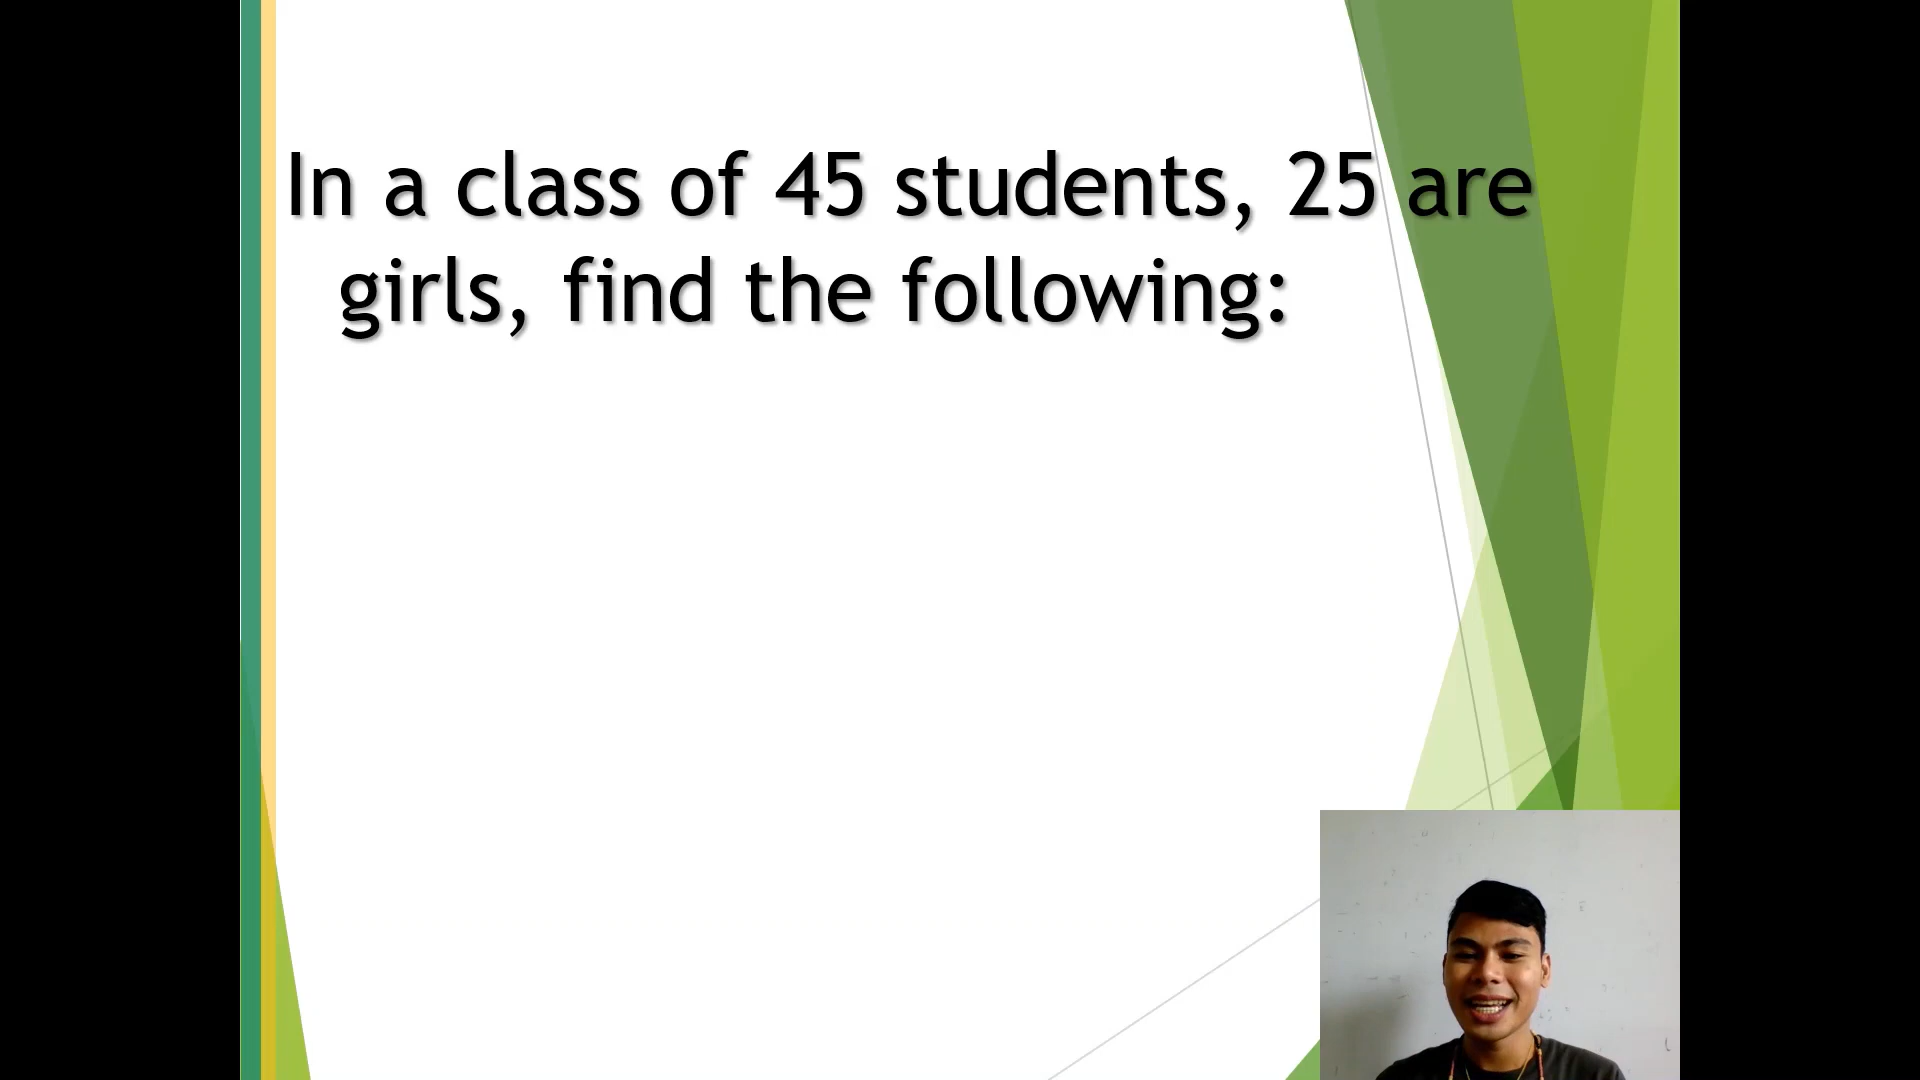 In a class of 45 students, 25 are
girls, find the following: